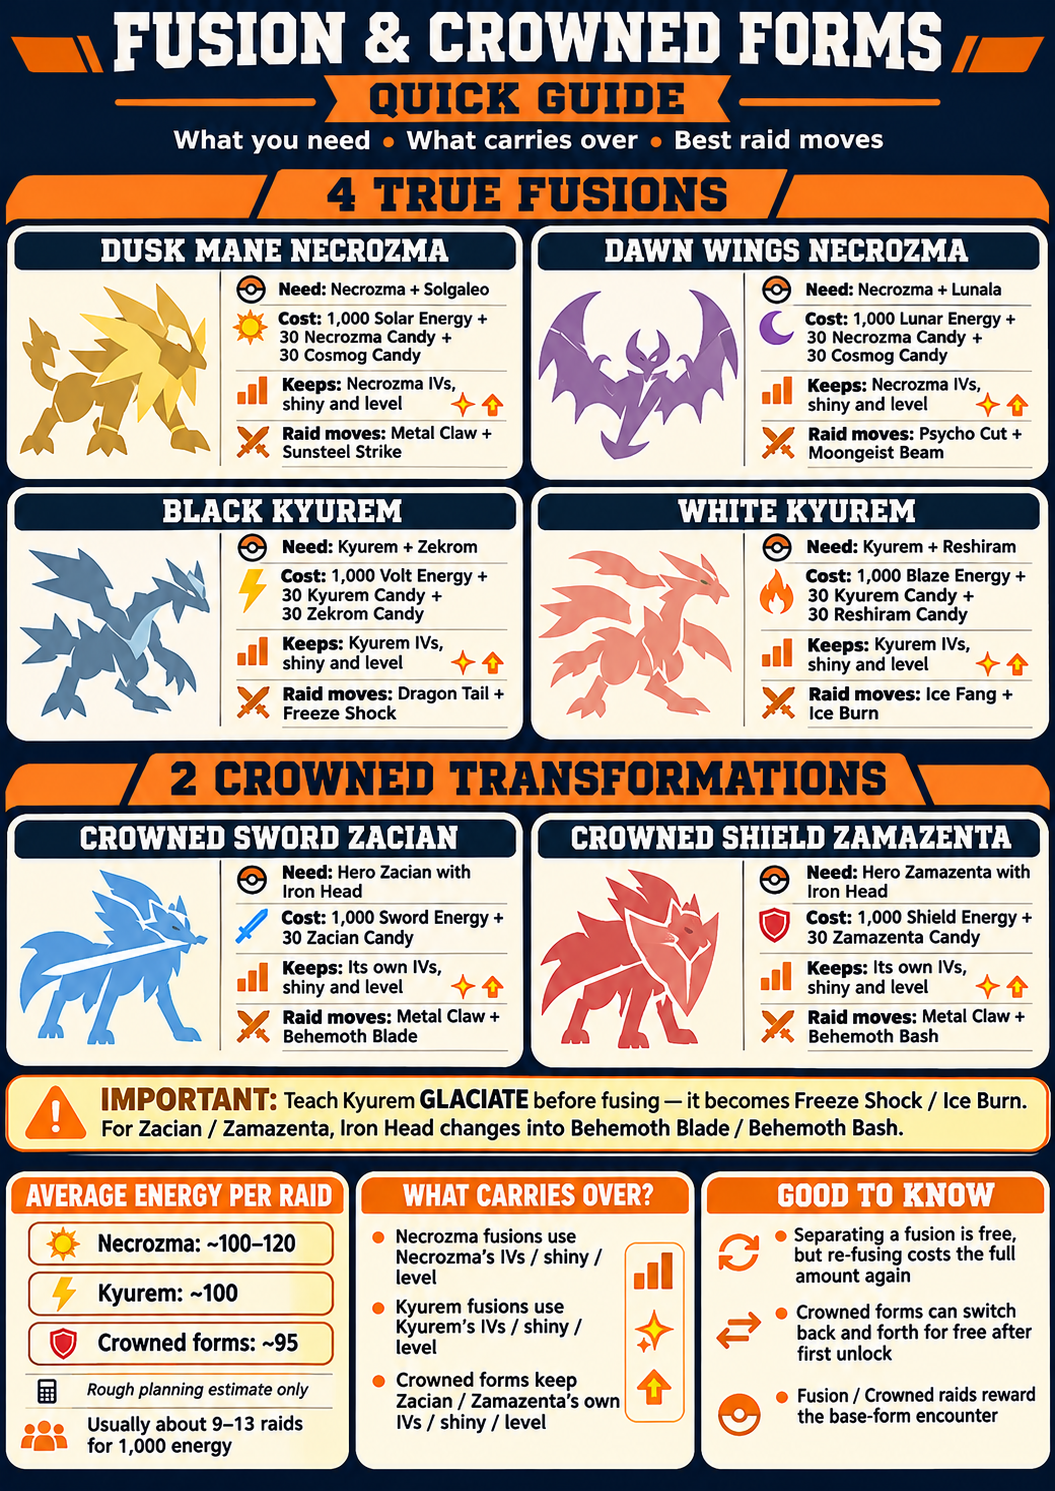 FUSION & CROWNED FORMS
QUICK GUIDE
What you need • What carries over • Best raid moves
4 TRUE FUSIONS
DUSK MANE NECROZMA
Need: Necrozma + Solgaleo
Cost: 1,000 Solar Energy +
30 Necrozma Candy +
30 Cosmog Candy
Keeps: Necrozma IVs,
shiny and level
Raid moves: Metal Claw +
Sunsteel Strike
DAWN WINGS NECROZMA
Need: Necrozma + Lunala
Cost: 1,000 Lunar Energy +
30 Necrozma Candy +
30 Cosmog Candy
Keeps: Necrozma IVs,
shiny and level
Raid moves: Psycho Cut +
Moongeist Beam
BLACK KYUREM
Need: Kyurem + Zekrom
Cost: 1,000 Volt Energy +
30 Kyurem Candy +
30 Zekrom Candy
Keeps: Kyurem IVs,
shiny and level
Raid moves: Dragon Tail +
Freeze Shock
WHITE KYUREM
Need: Kyurem + Reshiram
Cost: 1,000 Blaze Energy +
30 Kyurem Candy +
30 Reshiram Candy
Keeps: Kyurem IVs,
shiny and level
Raid moves: Ice Fang +
Ice Burn
2 CROWNED TRANSFORMATIONS
CROWNED SWORD ZACIAN
Need: Hero Zacian with
Iron Head
Cost: 1,000 Sword Energy +
30 Zacian Candy
Keeps: Its own IVs,
shiny and level
Raid moves: Metal Claw +
Behemoth Blade
CROWNED SHIELD ZAMAZENTA
Need: Hero Zamazenta with
Iron Head
Cost: 1,000 Shield Energy +
30 Zamazenta Candy
Keeps: Its own IVs,
shiny and level
Raid moves: Metal Claw +
Behemoth Bash
IMPORTANT: Teach Kyurem GLACIATE before fusing — it becomes Freeze Shock / Ice Burn.
For Zacian / Zamazenta, Iron Head changes into Behemoth Blade / Behemoth Bash.
AVERAGE ENERGY PER RAID
Necrozma: ~100–120
Kyurem: ~100
Crowned forms: ~95
Rough planning estimate only
Usually about 9–13 raids
for 1,000 energy
WHAT CARRIES OVER?
• Necrozma fusions use
Necrozma's IVs / shiny /
level
• Kyurem fusions use
Kyurem's IVs / shiny /
level
• Crowned forms keep
Zacian / Zamazenta's own
IVs / shiny / level
GOOD TO KNOW
• Separating a fusion is free,
but re-fusing costs the full
amount again
• Crowned forms can switch
back and forth for free after
first unlock
• Fusion / Crowned raids reward
the base-form encounter